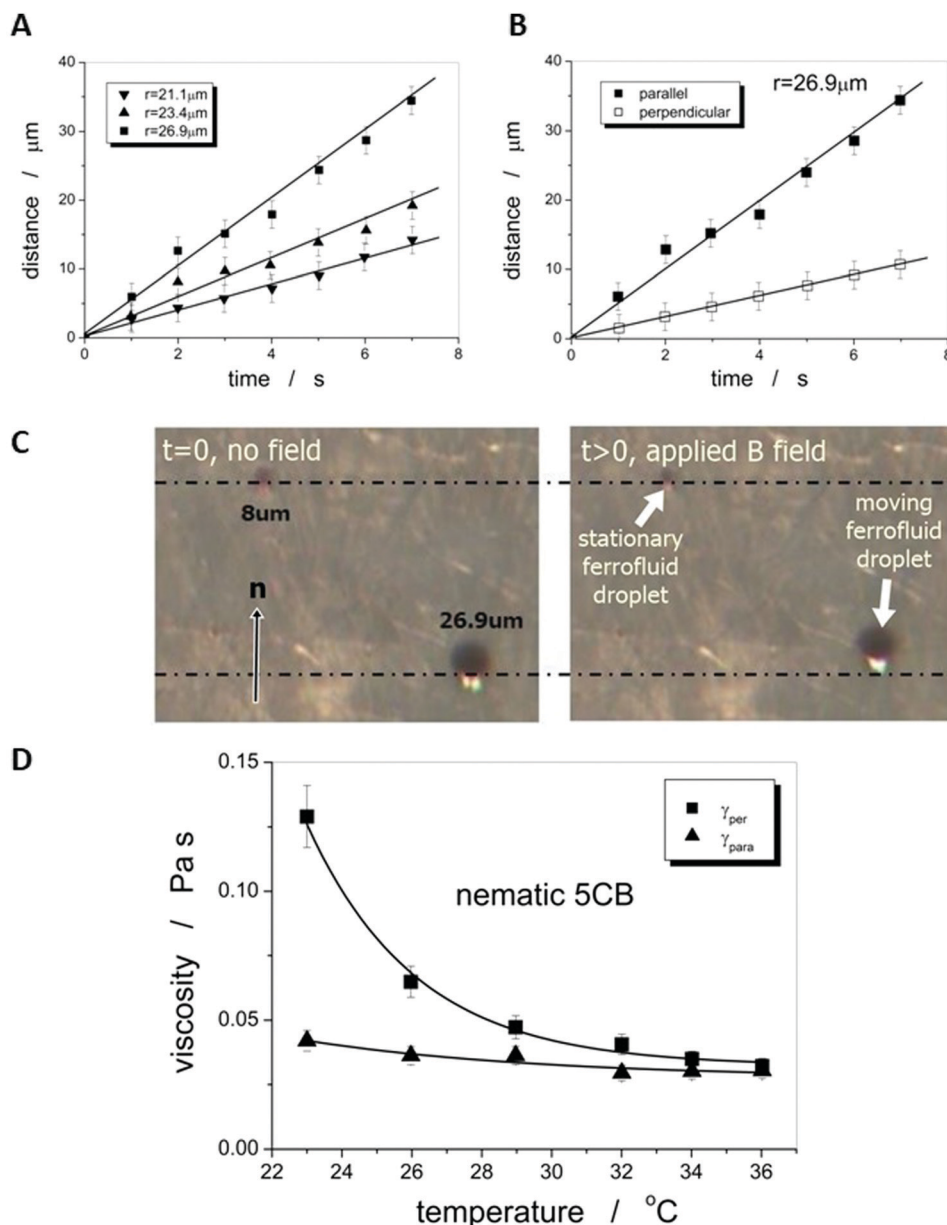 A
B
40
30
20
10
0
distance / μm
r=21.1μm
r=23.4μm
r=26.9μm
0
2
4
6
8
time / s
40
30
20
10
0
distance / μm
parallel
perpendicular
r=26.9μm
0
2
4
6
8
time / s
C
t=0, no field
8um
n
26.9um
t>0, applied B field
stationary
ferrofluid
droplet
moving
ferrofluid
droplet
D
0.15
0.10
0.05
0.00
viscosity / Pa s
γper
γpara
nematic 5CB
22
24
26
28
30
32
34
36
temperature / °C